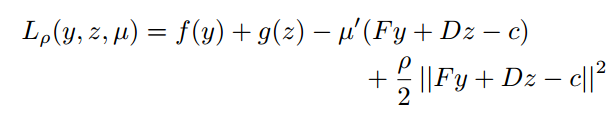 L_ρ(y, z, μ) = f(y) + g(z) − μ′(Fy + Dz − c)
+ ρ/2 ||Fy + Dz − c||²